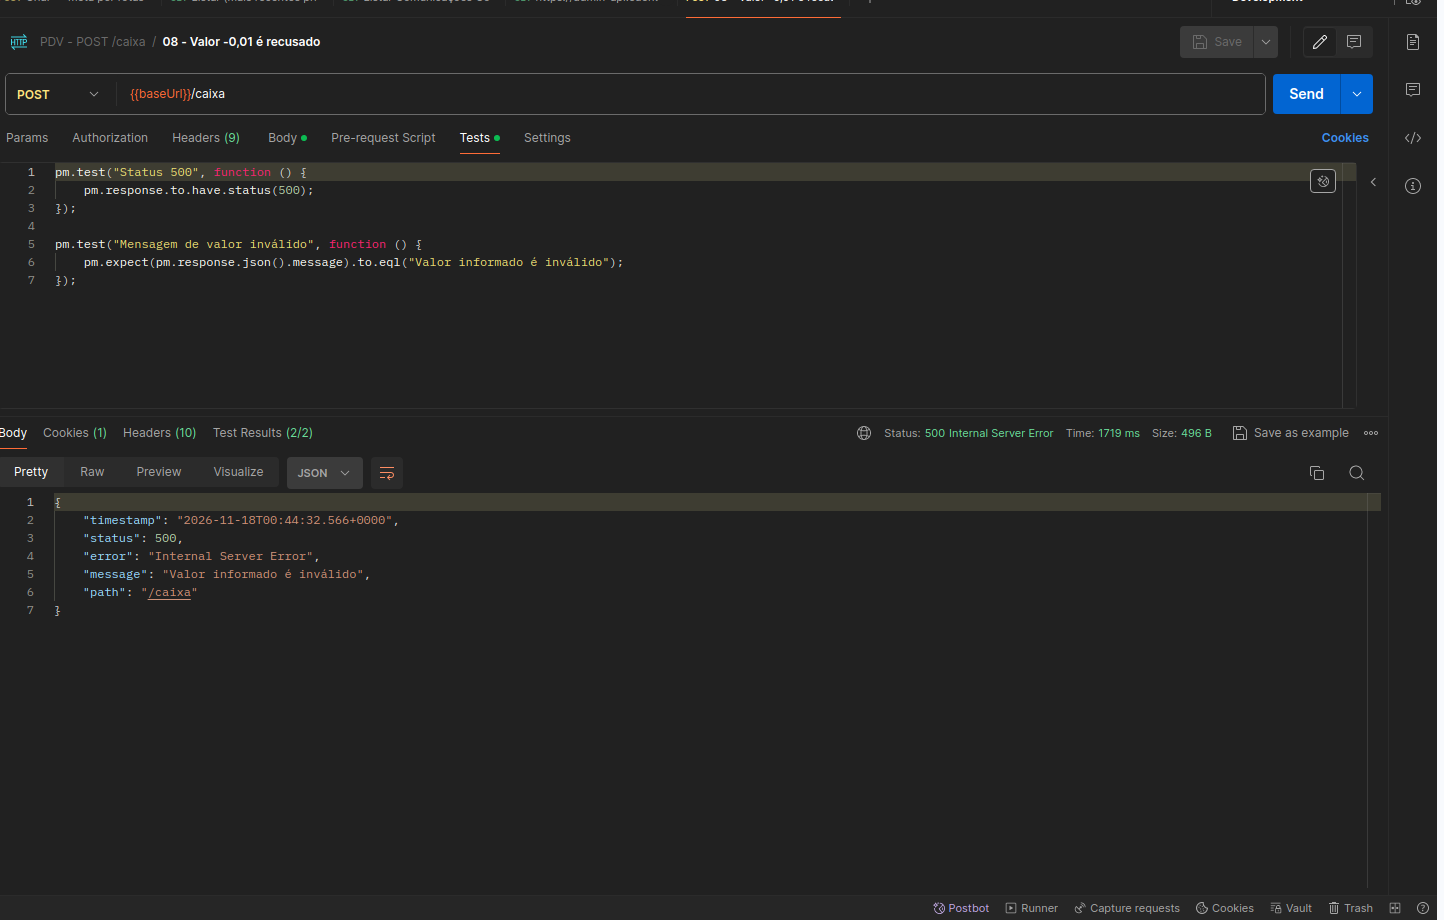 PDV - POST /caixa / 08 - Valor -0,01 é recusado
Save
POST
{{baseUrl}}/caixa
Send
Params
Authorization
Headers (9)
Body
Pre-request Script
Tests
Settings
Cookies
1 pm.test("Status 500", function () {
2 pm.response.to.have.status(500);
3 });
4
5 pm.test("Mensagem de valor inválido", function () {
6 pm.expect(pm.response.json().message).to.eql("Valor informado é inválido");
7 });
Body
Cookies (1)
Headers (10)
Test Results (2/2)
Status: 500 Internal Server Error
Time: 1719 ms
Size: 496 B
Save as example
Pretty
Raw
Preview
Visualize
JSON
1 {
2 "timestamp": "2026-11-18T00:44:32.566+0000",
3 "status": 500,
4 "error": "Internal Server Error",
5 "message": "Valor informado é inválido",
6 "path": "/caixa"
7 }
Postbot
Runner
Capture requests
Cookies
Vault
Trash